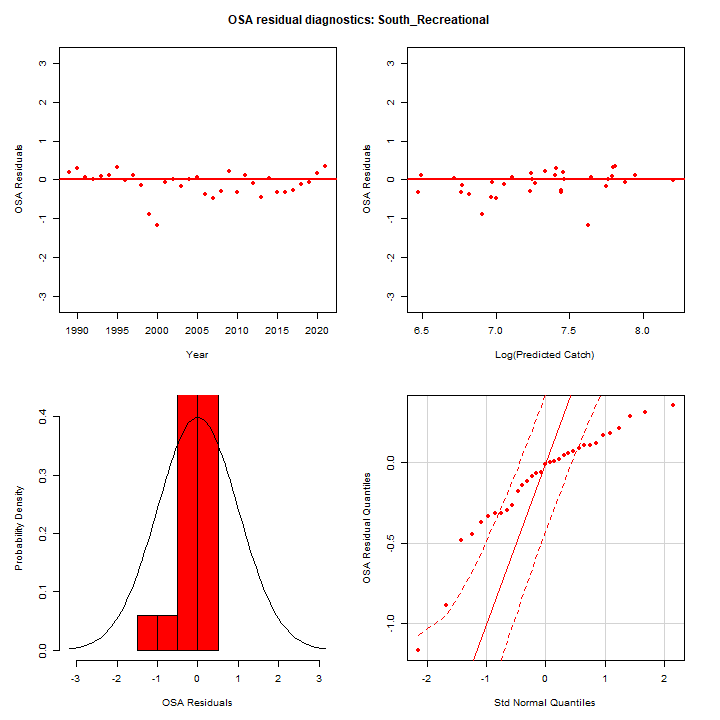 OSA residual diagnostics: South_Recreational
OSA Residuals
3
2
1
0
-1
-2
-3
1990 1995 2000 2005 2010 2015 2020
Year
OSA Residuals
3
2
1
0
-1
-2
-3
6.5 7.0 7.5 8.0
Log(Predicted Catch)
Probability Density
0.4
0.3
0.2
0.1
0.0
-3 -2 -1 0 1 2 3
OSA Residuals
OSA Residual Quantiles
0.0
-0.5
-1.0
-2 -1 0 1 2
Std Normal Quantiles